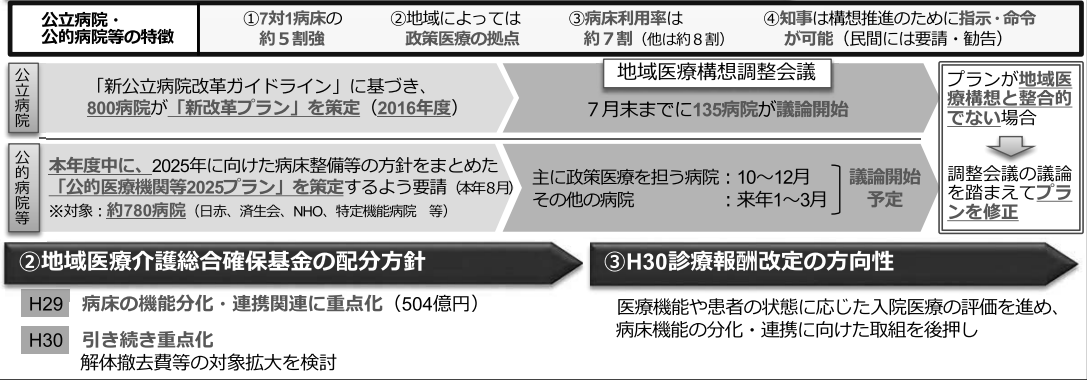 公立病院・
公的病院等の特徴
①7対1病床の
約5割強
②地域によっては
政策医療の拠点
③病床利用率は
約7割（他は約8割）
④知事は構想推進のために指示・命令
が可能（民間には要請・勧告）
公立病院
「新公立病院改革ガイドライン」に基づき、
800病院が「新改革プラン」を策定（2016年度）
地域医療構想調整会議
7月末までに135病院が議論開始
プランが地域医
療構想と整合的
でない場合
調整会議の議論
を踏まえてプラ
ンを修正
公的病院等
本年度中に、2025年に向けた病床整備等の方針をまとめた
「公的医療機関等2025プラン」を策定するよう要請（本年8月）
※対象：約780病院（日赤、済生会、NHO、特定機能病院　等）
主に政策医療を担う病院：10～12月
その他の病院　　　　　：来年1～3月
議論開始
予定
②地域医療介護総合確保基金の配分方針
H29　病床の機能分化・連携関連に重点化（504億円）
H30　引き続き重点化
解体撤去費等の対象拡大を検討
③H30診療報酬改定の方向性
医療機能や患者の状態に応じた入院医療の評価を進め、
病床機能の分化・連携に向けた取組を後押し